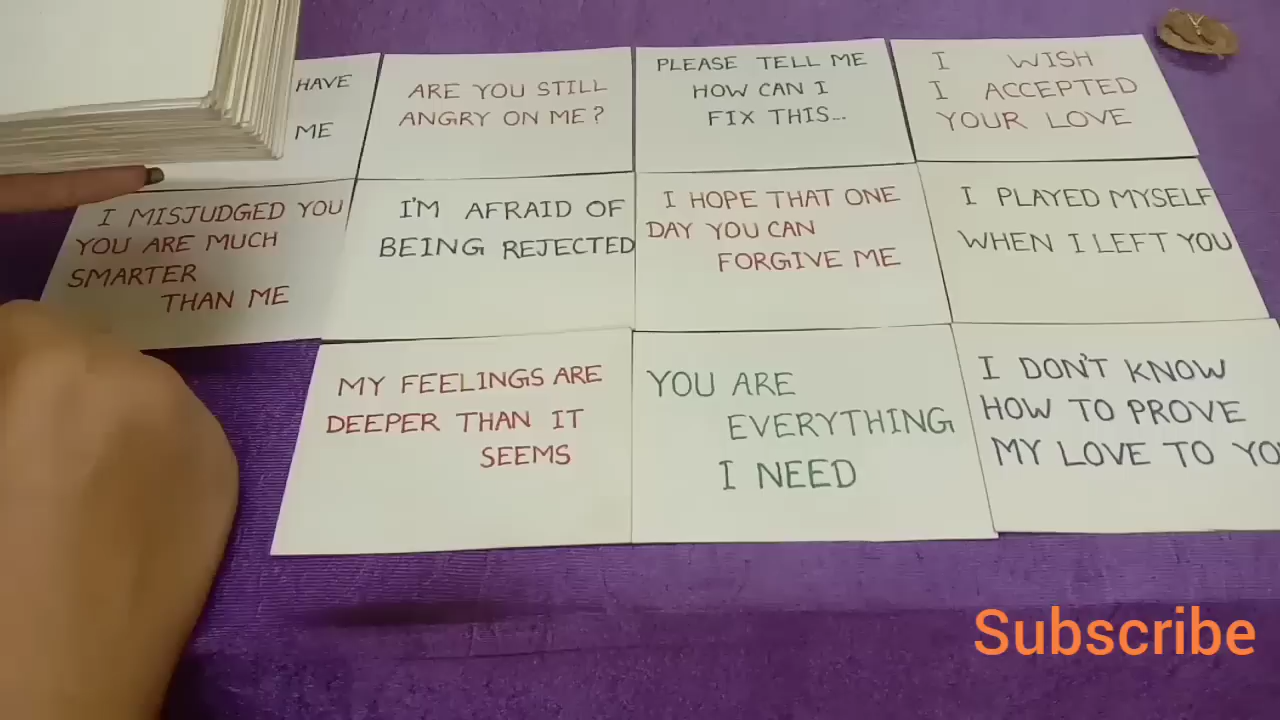 HAVE
ME
ARE YOU STILL
ANGRY ON ME?
PLEASE TELL ME
HOW CAN I
FIX THIS...
I WISH
I ACCEPTED
YOUR LOVE
I MISJUDGED YOU
YOU ARE MUCH
SMARTER
THAN ME
I'M AFRAID OF
BEING REJECTED
I HOPE THAT ONE
DAY YOU CAN
FORGIVE ME
I PLAYED MYSELF
WHEN I LEFT YOU
MY FEELINGS ARE
DEEPER THAN IT
SEEMS
YOU ARE
EVERYTHING
I NEED
I DON'T KNOW
HOW TO PROVE
MY LOVE TO
Subscribe